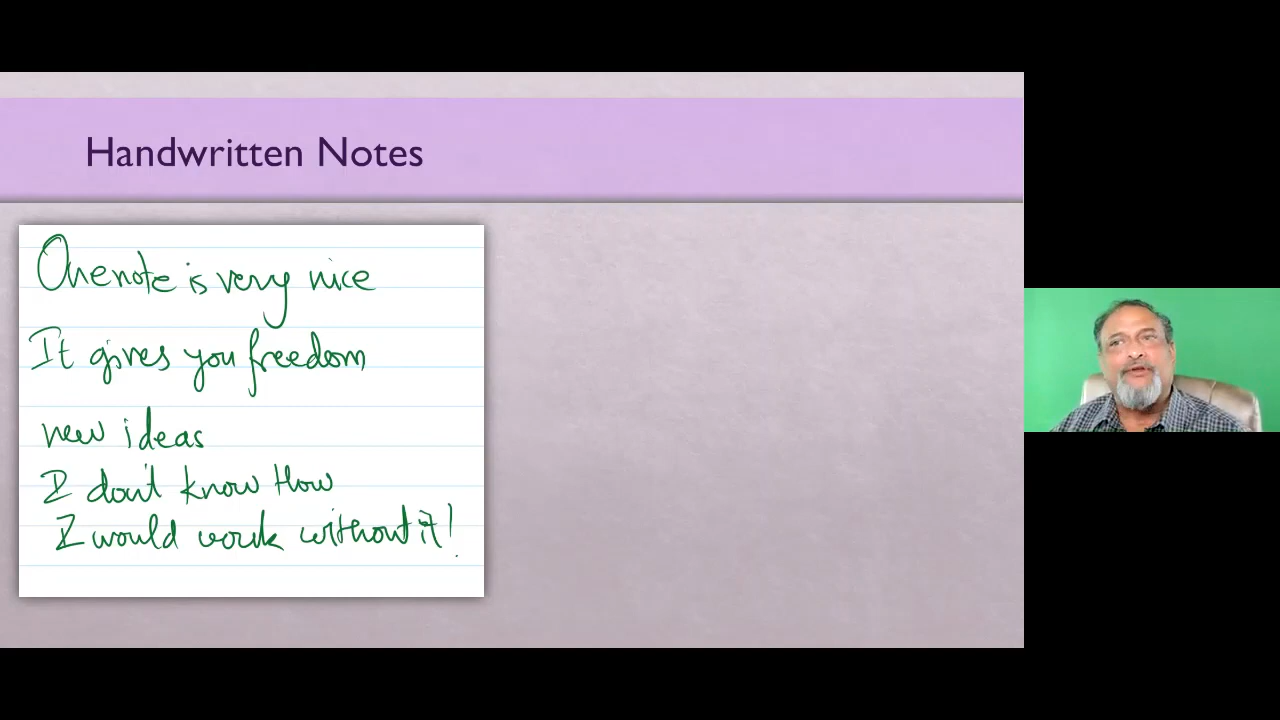 Handwritten Notes
Onenote is very nice
It gives you freedom
new ideas
I don't know How
I would work without it!